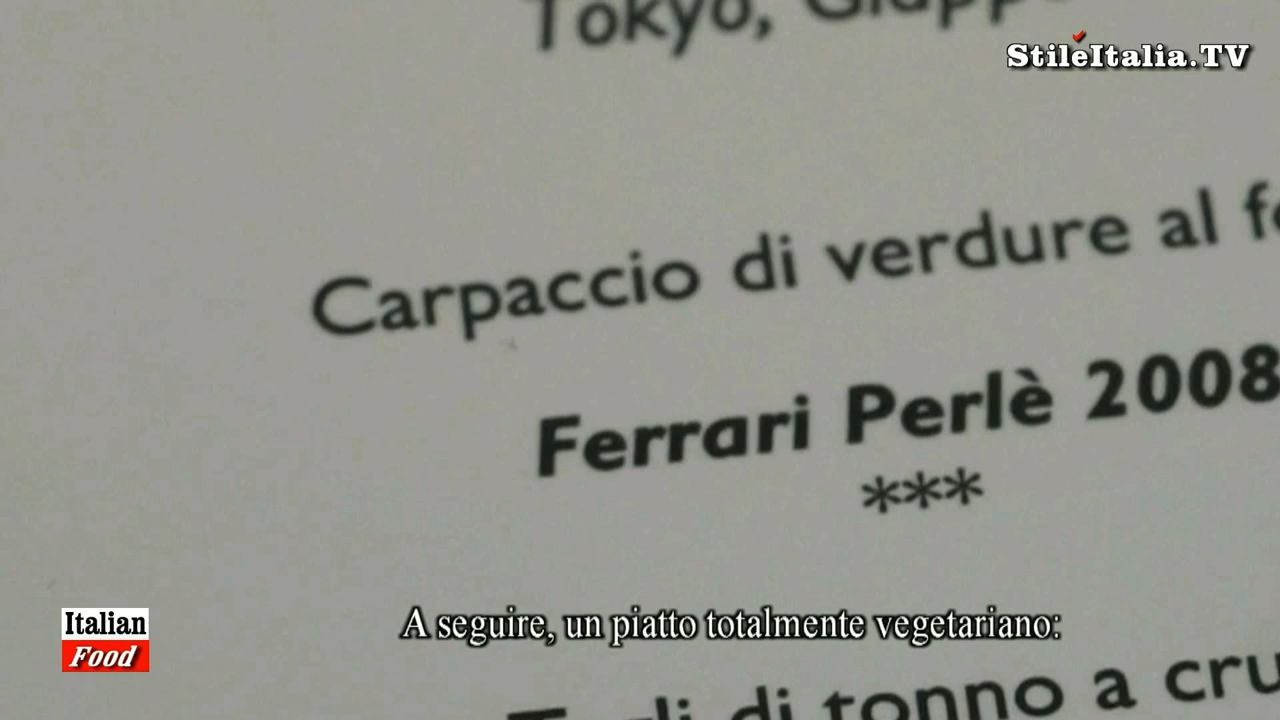 Tokyo,
StileItalia.TV
Carpaccio di verdure al
Ferrari Perlè 2008
***
Italian
Food
A seguire, un piatto totalmente vegetariano:
di tonno a